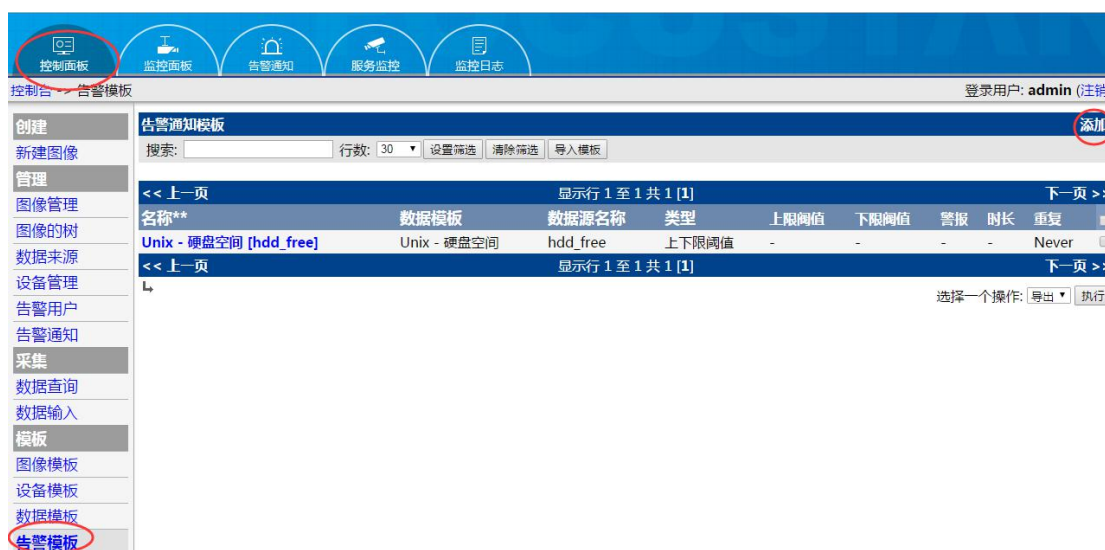 控制面板 监控面板 告警通知 服务监控 监控日志
控制台 -> 告警模板 登录用户: admin (注销
创建
新建图像
管理
图像管理
图像的树
数据来源
设备管理
告警用户
告警通知
采集
数据查询
数据输入
模板
图像模板
设备模板
数据模板
告警模板
告警通知模板 添加
搜索: 行数: 30 设置筛选 清除筛选 导入模板
<< 上一页 显示行 1 至 1 共 1 [1] 下一页 >>
名称** 数据模板 数据源名称 类型 上限阀值 下限阀值 警报 时长 重复
Unix - 硬盘空间 [hdd_free] Unix - 硬盘空间 hdd_free 上下限阈值 - - - - Never
<< 上一页 显示行 1 至 1 共 1 [1] 下一页 >>
选择一个操作: 导出 执行